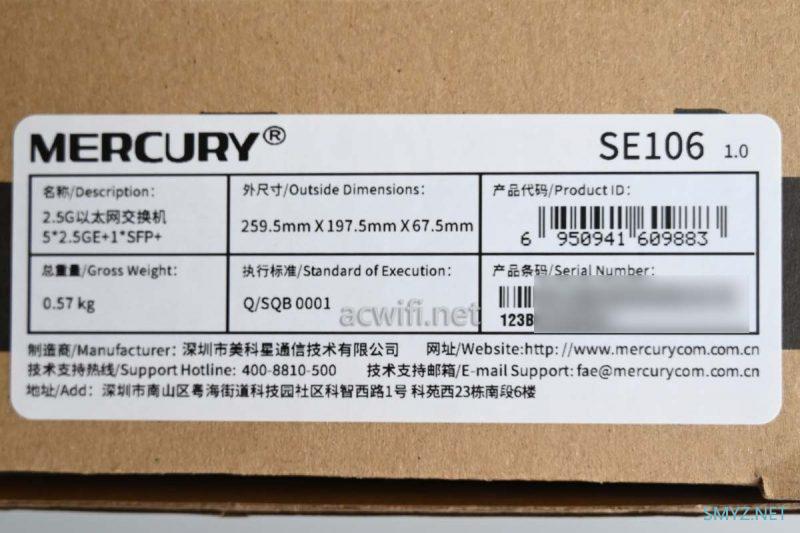 MERCURY®
SE106 1.0
名称/Description:
2.5G以太网交换机
5*2.5GE+1*SFP+
外尺寸/Outside Dimensions:
259.5mm X 197.5mm X 67.5mm
产品代码/Product ID:
6 950941 609883
总重量/Gross Weight:
0.57 kg
执行标准/Standard of Execution:
Q/SQB 0001
产品条码/Serial Number:
123B
acwifi.net
制造商/Manufacturer: 深圳市美科星通信技术有限公司 网址/Website:http://www.mercurycom.com.cn
技术支持热线/Support Hotline: 400-8810-500 技术支持邮箱/E-mail Support: fae@mercurycom.com.cn
地址/Add: 深圳市南山区粤海街道科技园社区科智西路1号 科苑西23栋南段6楼
SMYZ.NET